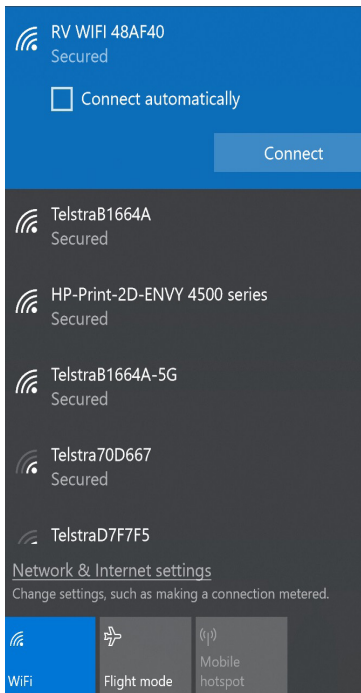 RV WIFI 48AF40
Secured
Connect automatically
Connect
TelstraB1664A
Secured
HP-Print-2D-ENVY 4500 series
Secured
TelstraB1664A-5G
Secured
Telstra70D667
Secured
TelstraD7F7F5
Network & Internet settings
Change settings, such as making a connection metered.
WiFi
Flight mode
Mobile
hotspot